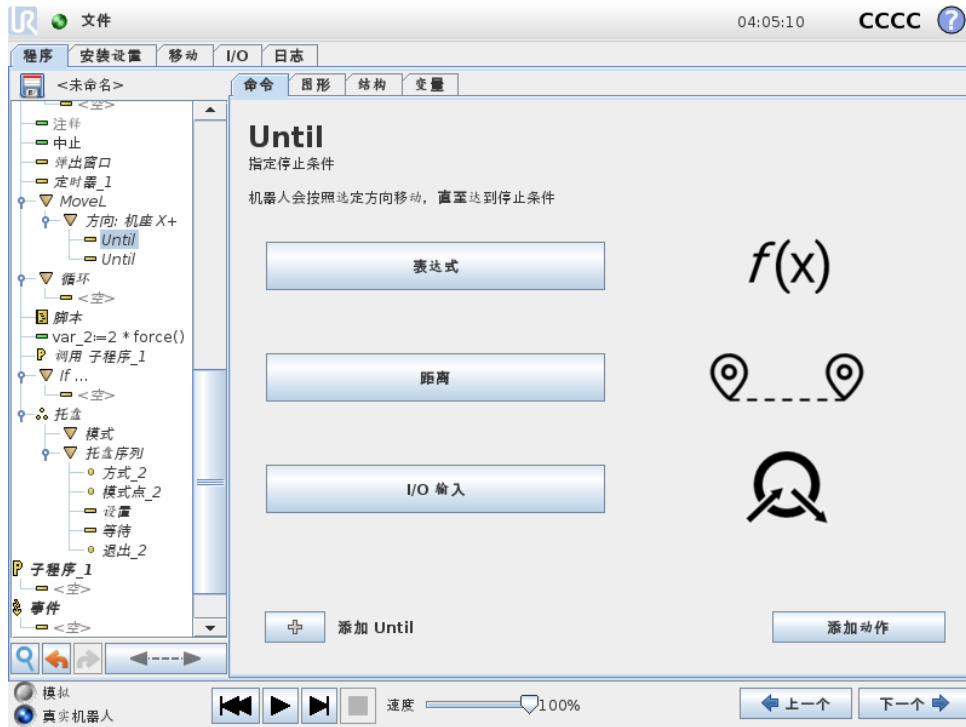 UR 文件 04:05:10 CCCC ?
程序 安装设置 移动 I/O 日志
<未命名>
命令 图形 结构 变量
<空>
注释
中止
弹出窗口
定时器_1
MoveL
方向: 机座 X+
Until
Until
循环
<空>
脚本
var_2:=2 * force()
调用 子程序_1
If ...
<空>
托盘
模式
托盘序列
方式_2
模式点_2
设置
等待
退出_2
子程序_1
<空>
事件
<空>
Until
指定停止条件
机器人会按照选定方向移动，直至达到停止条件
表达式 f(x)
距离
I/O 输入
添加 Until 添加动作
模拟
真实机器人
速度 100% 上一个 下一个